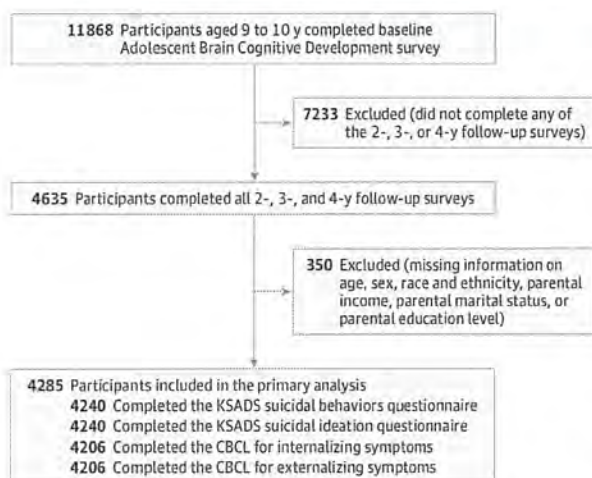 11868 Participants aged 9 to 10 y completed baseline
Adolescent Brain Cognitive Development survey
7233 Excluded (did not complete any of
the 2-, 3-, or 4-y follow-up surveys)
4635 Participants completed all 2-, 3-, and 4-y follow-up surveys
350 Excluded (missing information on
age, sex, race and ethnicity, parental
income, parental marital status, or
parental education level)
4285 Participants included in the primary analysis
4240 Completed the KSADS suicidal behaviors questionnaire
4240 Completed the KSADS suicidal ideation questionnaire
4206 Completed the CBCL for internalizing symptoms
4206 Completed the CBCL for externalizing symptoms